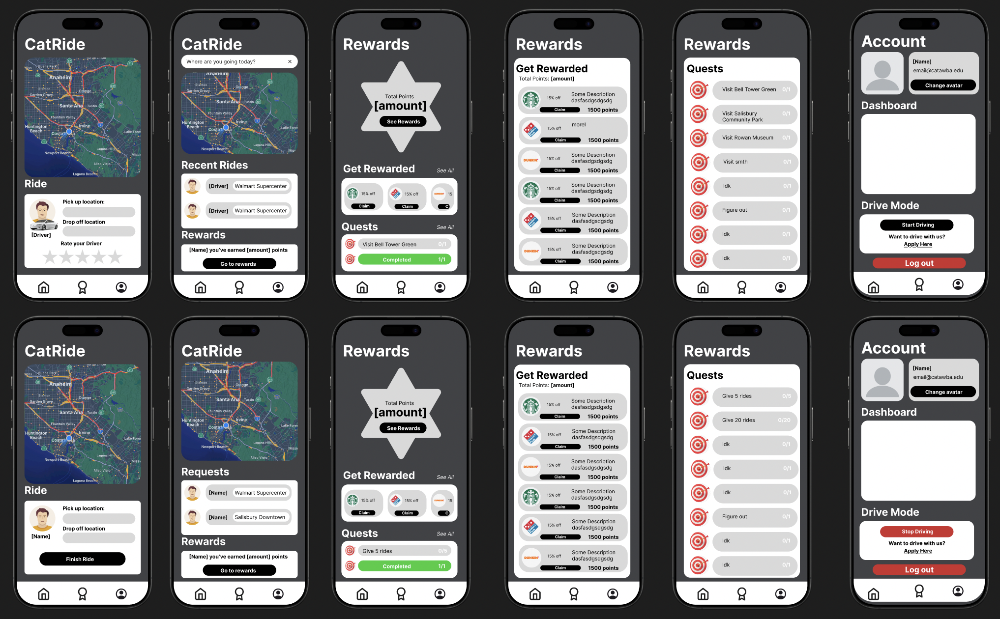 CatRide
Buena Park
Anaheim
Stanton
Orange
Garden Grove
Santa Ana
Tustin
Fountain Valley
Huntington
Beach
Irvine
Costa Mesa
Newport Beach
Laguna Hills
Aliso Viejo
Laguna Beach
Ride
Pick up location:
Drop off location
[Driver]
Rate your Driver
CatRide
Where are you going today?
Anaheim
Stanton
Orange
Garden Grove
Santa Ana
Tustin
Fountain Valley
Huntington
Beach
Irvine
Costa Mesa
Newport Beach
Laguna Hills
Recent Rides
[Driver] Walmart Supercenter
[Driver] Walmart Supercenter
Rewards
[Name] you've earned [amount] points
Go to rewards
Rewards
Total Points
[amount]
See Rewards
Get Rewarded See All
15% off
Claim
15% off
Claim
DUNKIN' 15
C
Quests See All
Visit Bell Tower Green 0/1
Completed 1/1
Rewards
Get Rewarded
Total Points: [amount]
15% off
Some Description
dasfasdgsdgsdg
Claim 1500 points
15% off
morel
Claim 1500 points
DUNKIN' 15% off
Some Description
dasfasdgsdgsdg
Claim 1500 points
15% off
Some Description
dasfasdgsdgsdg
Claim 1500 points
15% off
Some Description
dasfasdgsdgsdg
Claim 1500 points
DUNKIN' 15% off
Some Description
dasfasdgsdgsdg
Claim 1500 points
Rewards
Quests
Visit Bell Tower Green 0/1
Visit Salisbury
Community Park 0/1
Visit Rowan Museum 0/1
Visit smth 0/1
Idk 0/1
Figure out 0/1
Idk 0/1
Idk 0/1
Account
[Name]
email@catawba.edu
Change avatar
Dashboard
Drive Mode
Start Driving
Want to drive with us?
Apply Here
Log out
CatRide
Buena Park
Anaheim
Stanton
Orange
Garden Grove
Santa Ana
Tustin
Fountain Valley
Huntington
Beach
Irvine
Costa Mesa
Newport Beach
Laguna Hills
Aliso Viejo
Laguna Beach
Ride
Pick up location:
Drop off location
[Name]
Finish Ride
CatRide
Anaheim
Stanton
Orange
Garden Grove
Santa Ana
Tustin
Fountain Valley
Huntington
Beach
Irvine
Costa Mesa
Newport Beach
Laguna Hills
Aliso Viejo
Requests
[Name] Walmart Supercenter
[Name] Salisbury Downtown
Rewards
[Name] you've earned [amount] points
Go to rewards
Rewards
Total Points
[amount]
See Rewards
Get Rewarded See All
15% off
Claim
15% off
Claim
DUNKIN' 15
C
Quests See All
Give 5 rides 0/5
Completed 1/1
Rewards
Get Rewarded
Total Points: [amount]
15% off
Some Description
dasfasdgsdgsdg
Claim 1500 points
15% off
Some Description
dasfasdgsdgsdg
Claim 1500 points
DUNKIN' 15% off
Some Description
dasfasdgsdgsdg
Claim 1500 points
15% off
Some Description
dasfasdgsdgsdg
Claim 1500 points
15% off
Some Description
dasfasdgsdgsdg
Claim 1500 points
DUNKIN' 15% off
Some Description
dasfasdgsdgsdg
Claim 1500 points
Rewards
Quests
Give 5 rides 0/5
Give 20 rides 0/20
Idk 0/1
Idk 0/1
Idk 0/1
Figure out 0/1
Idk 0/1
Idk 0/1
Account
[Name]
email@catawba.edu
Change avatar
Dashboard
Drive Mode
Stop Driving
Want to drive with us?
Apply Here
Log out